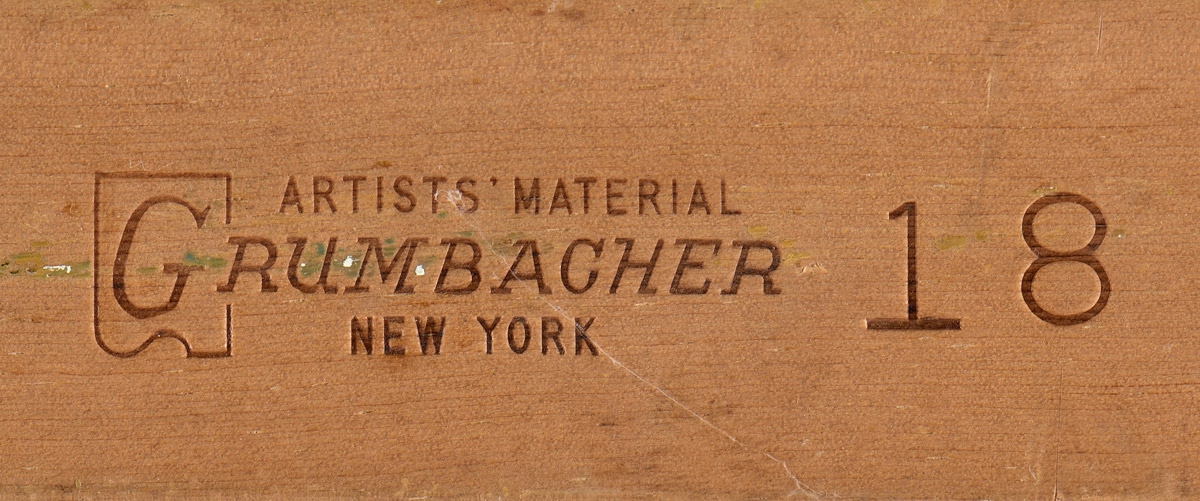 ARTISTS' MATERIAL
GRUMBACHER 18
NEW YORK